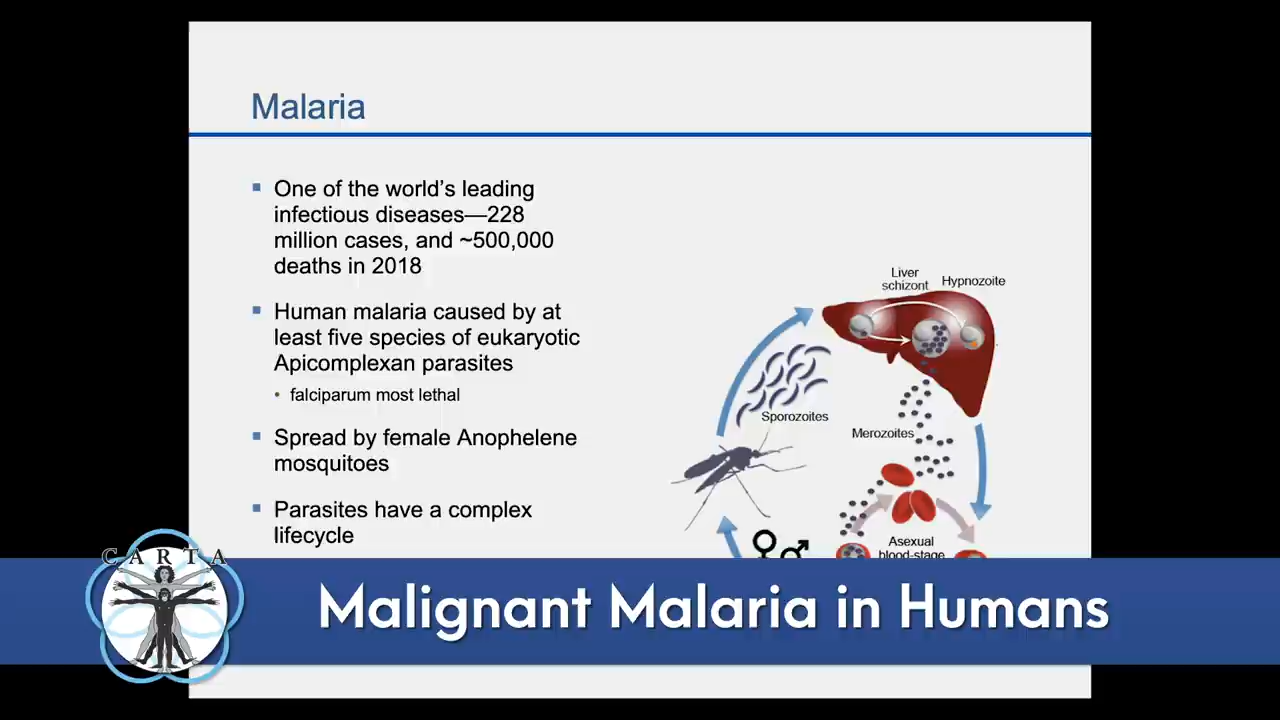 Malaria
▪ One of the world's leading
infectious diseases—228
million cases, and ~500,000
deaths in 2018
▪ Human malaria caused by at
least five species of eukaryotic
Apicomplexan parasites
• falciparum most lethal
▪ Spread by female Anophelene
mosquitoes
▪ Parasites have a complex
lifecycle
Liver
schizont
Hypnozoite
Sporozoites
Merozoites
Asexual
blood-stage
CARTA
Malignant Malaria in Humans